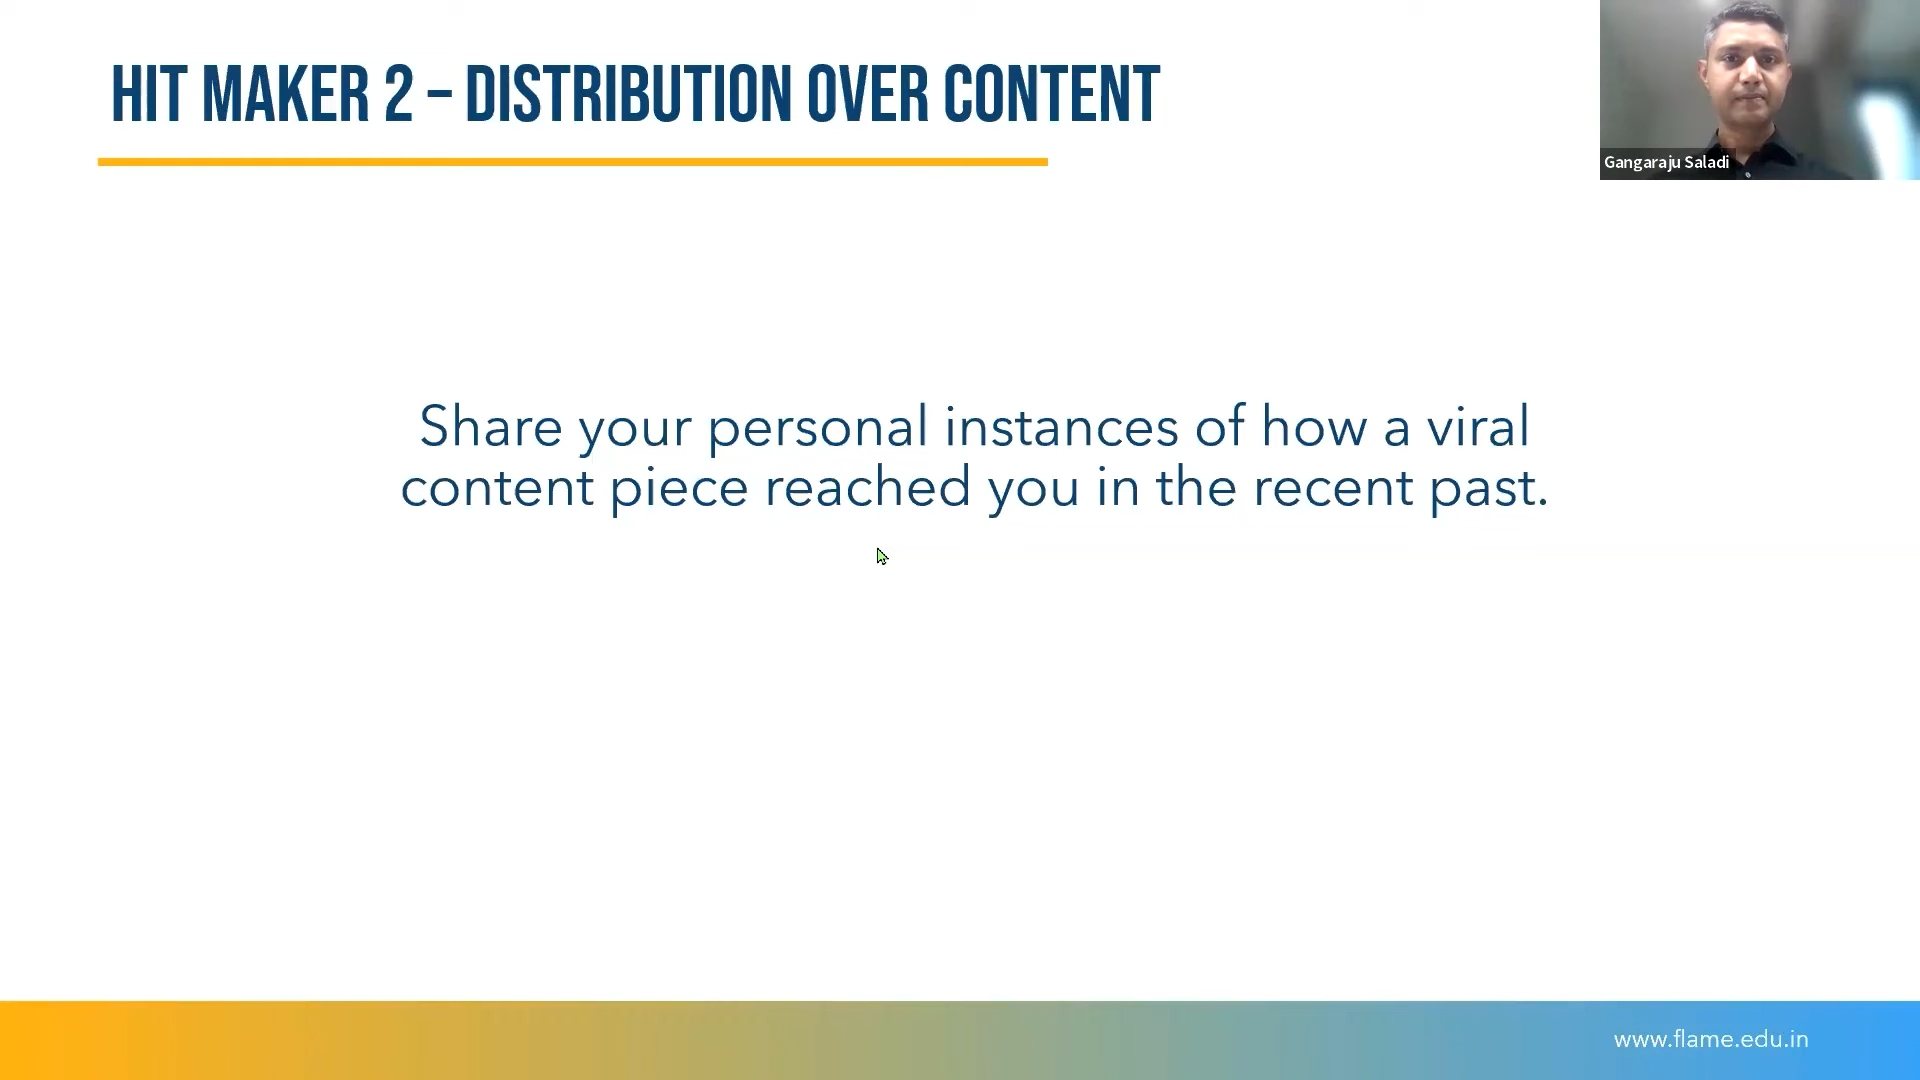 HIT MAKER 2 – DISTRIBUTION OVER CONTENT
Gangaraju Saladi
Share your personal instances of how a viral
content piece reached you in the recent past.
www.flame.edu.in